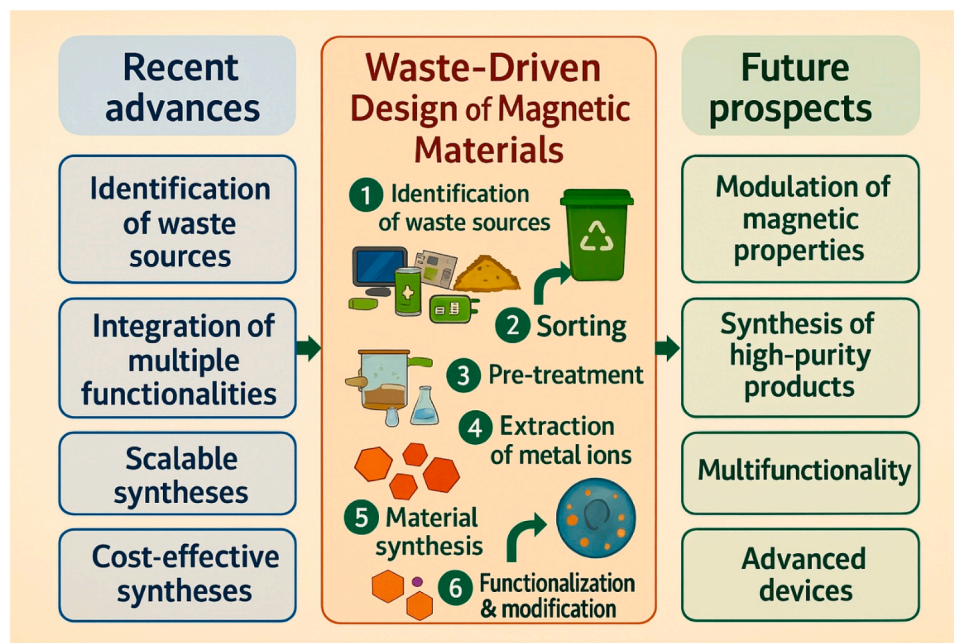 Recent
advances
Identification
of waste
sources
Integration of
multiple
functionalities
Scalable
syntheses
Cost-effective
syntheses
Waste-Driven
Design of Magnetic
Materials
1 Identification
of waste sources
2 Sorting
3 Pre-treatment
4 Extraction
of metal ions
5 Material
synthesis
6 Functionalization
& modification
Future
prospects
Modulation of
magnetic
properties
Synthesis of
high-purity
products
Multifunctionality
Advanced
devices